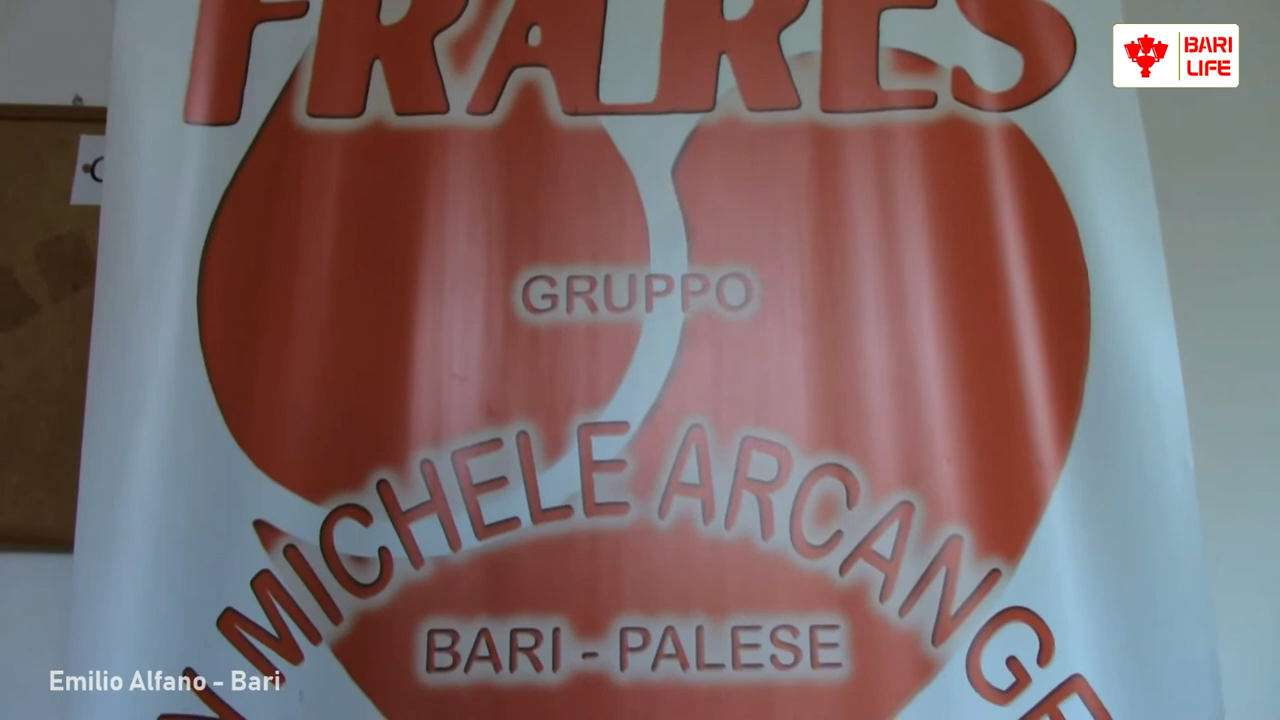 FRATRES
BARI
LIFE
GRUPPO
MICHELE ARCANGE
BARI - PALESE
Emilio Alfano - Bari